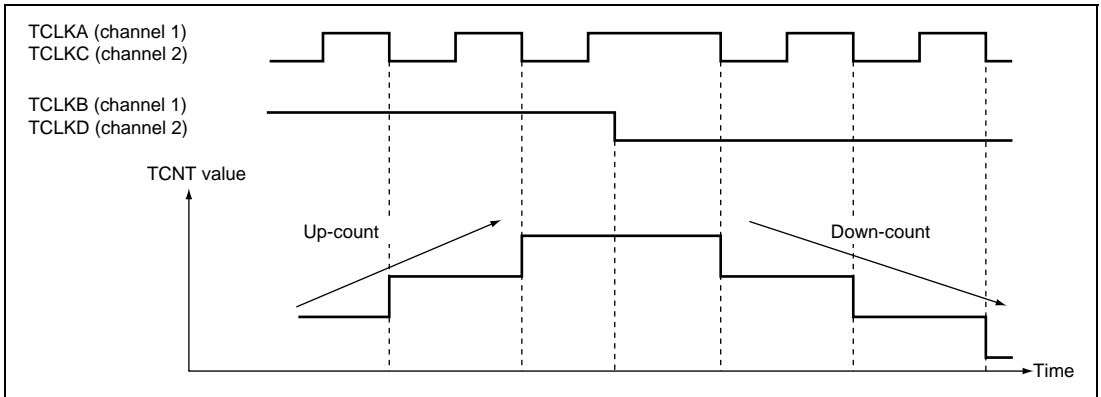 TCLKA (channel 1)
TCLKC (channel 2)
TCLKB (channel 1)
TCLKD (channel 2)
TCNT value
Up-count
Down-count
Time